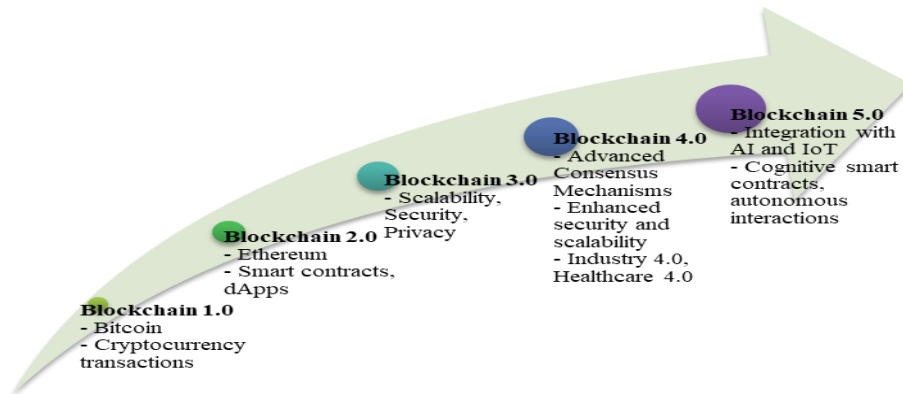 Blockchain 1.0
- Bitcoin
- Cryptocurrency
transactions
Blockchain 2.0
- Ethereum
- Smart contracts,
dApps
Blockchain 3.0
- Scalability,
Security,
Privacy
Blockchain 4.0
- Advanced
Consensus
Mechanisms
- Enhanced
security and
scalability
- Industry 4.0,
Healthcare 4.0
Blockchain 5.0
- Integration with
AI and IoT
- Cognitive smart
contracts,
autonomous
interactions